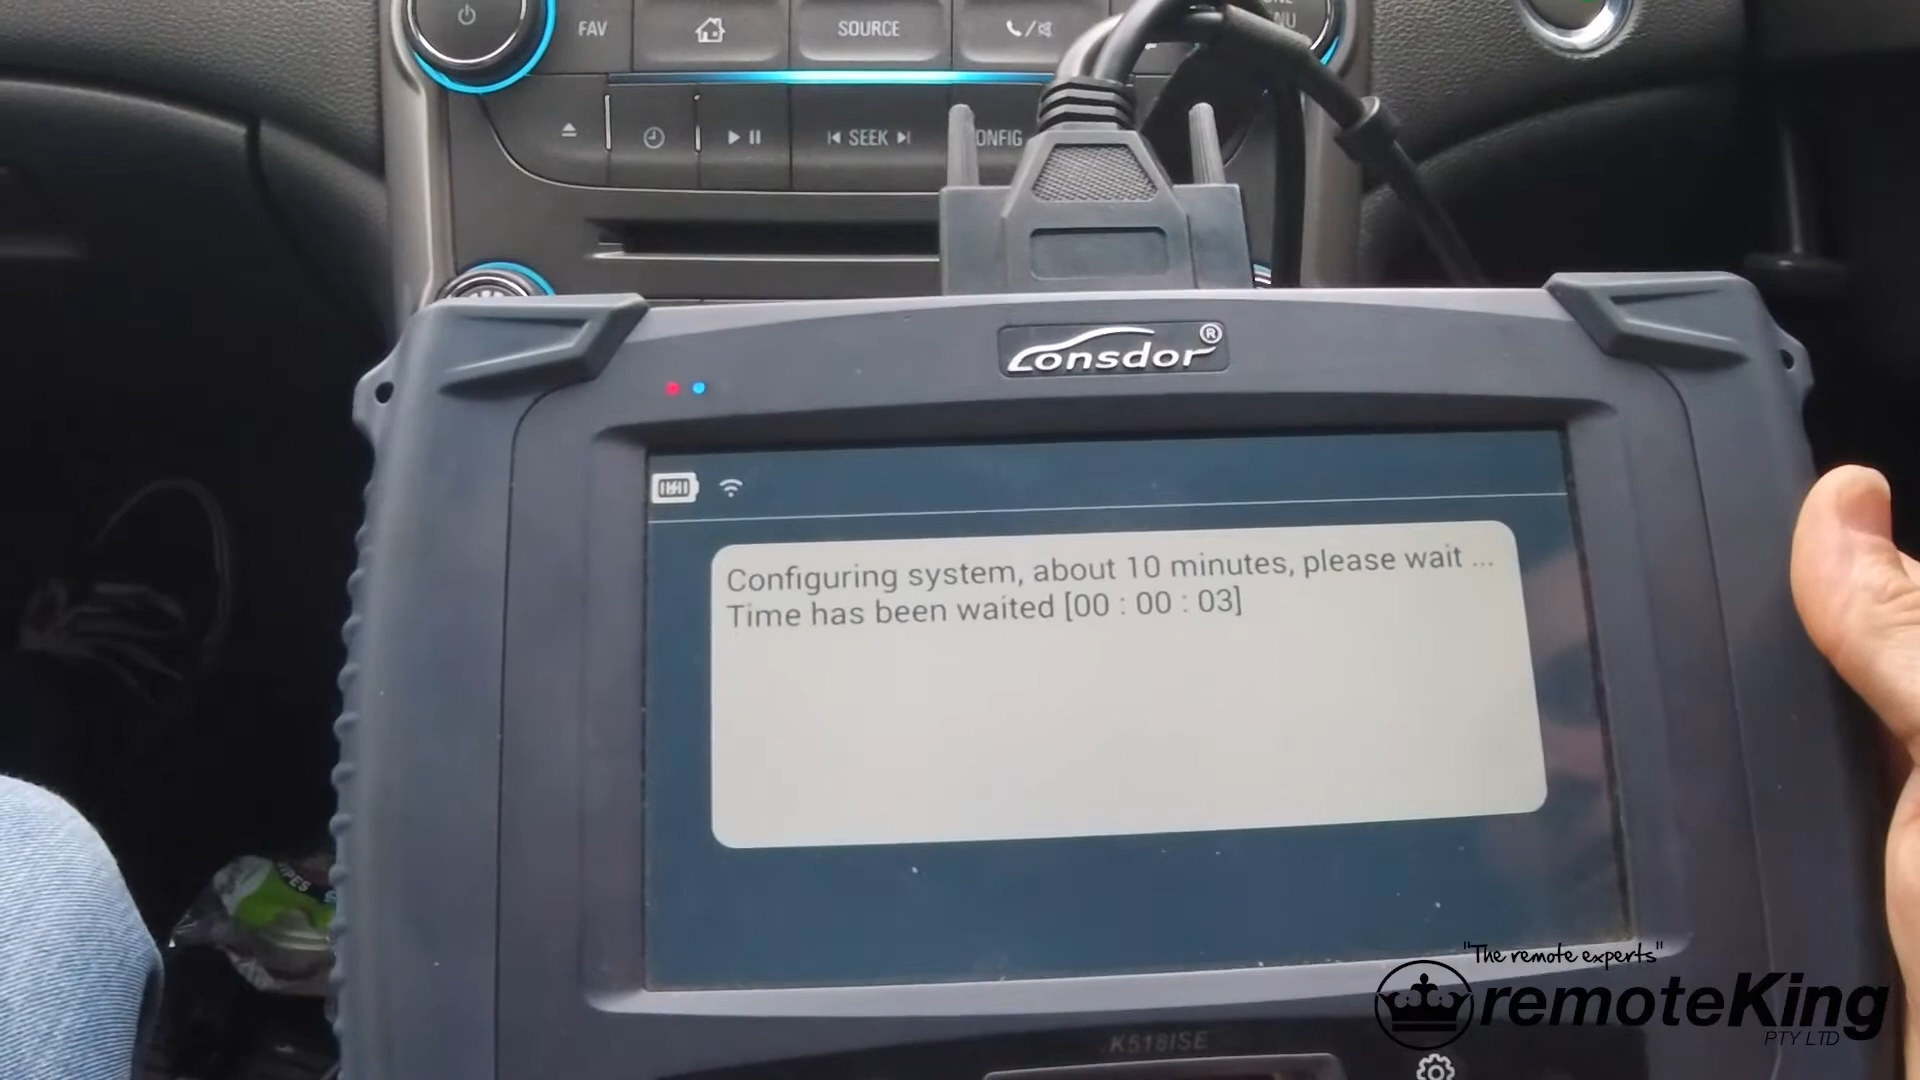 FAV
SOURCE
SEEK
ONFIG
Lonsdor®
Configuring system, about 10 minutes, please wait ...
Time has been waited [00 : 00 : 03]
IPES
"The remote experts"
remoteKing
PTY LTD
K518ISE